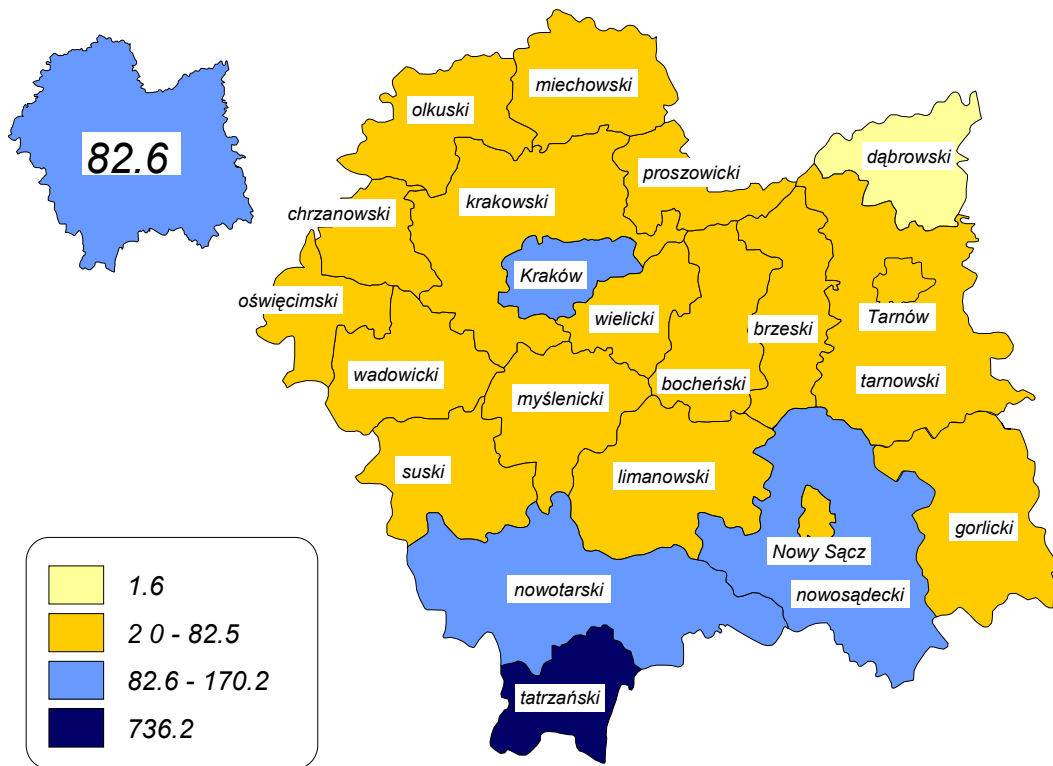 miechowski
olkuski
82.6
dąbrowski
proszowicki
krakowski
chrzanowski
Kraków
oświęcimski
Tarnów
wielicki
brzeski
wadowicki
myślenicki
bocheński
tarnowski
suski
limanowski
gorlicki
Nowy Sącz
nowotarski
nowosądecki
tatrzański
1.6
2 0 - 82.5
82.6 - 170.2
736.2